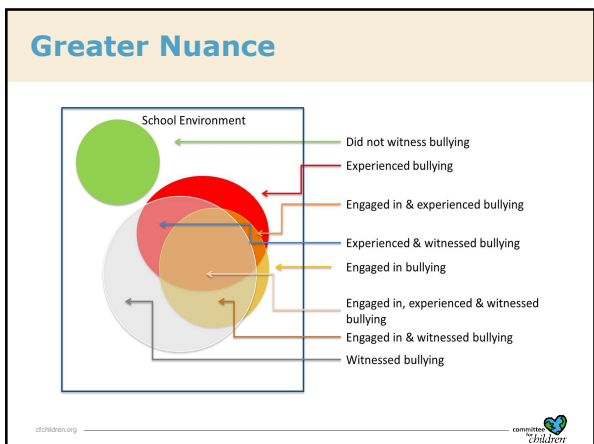 Greater Nuance
School Environment
Did not witness bullying
Experienced bullying
Engaged in & experienced bullying
Experienced & witnessed bullying
Engaged in bullying
Engaged in, experienced & witnessed
bullying
Engaged in & witnessed bullying
Witnessed bullying
cfchildren.org
committee
for
children